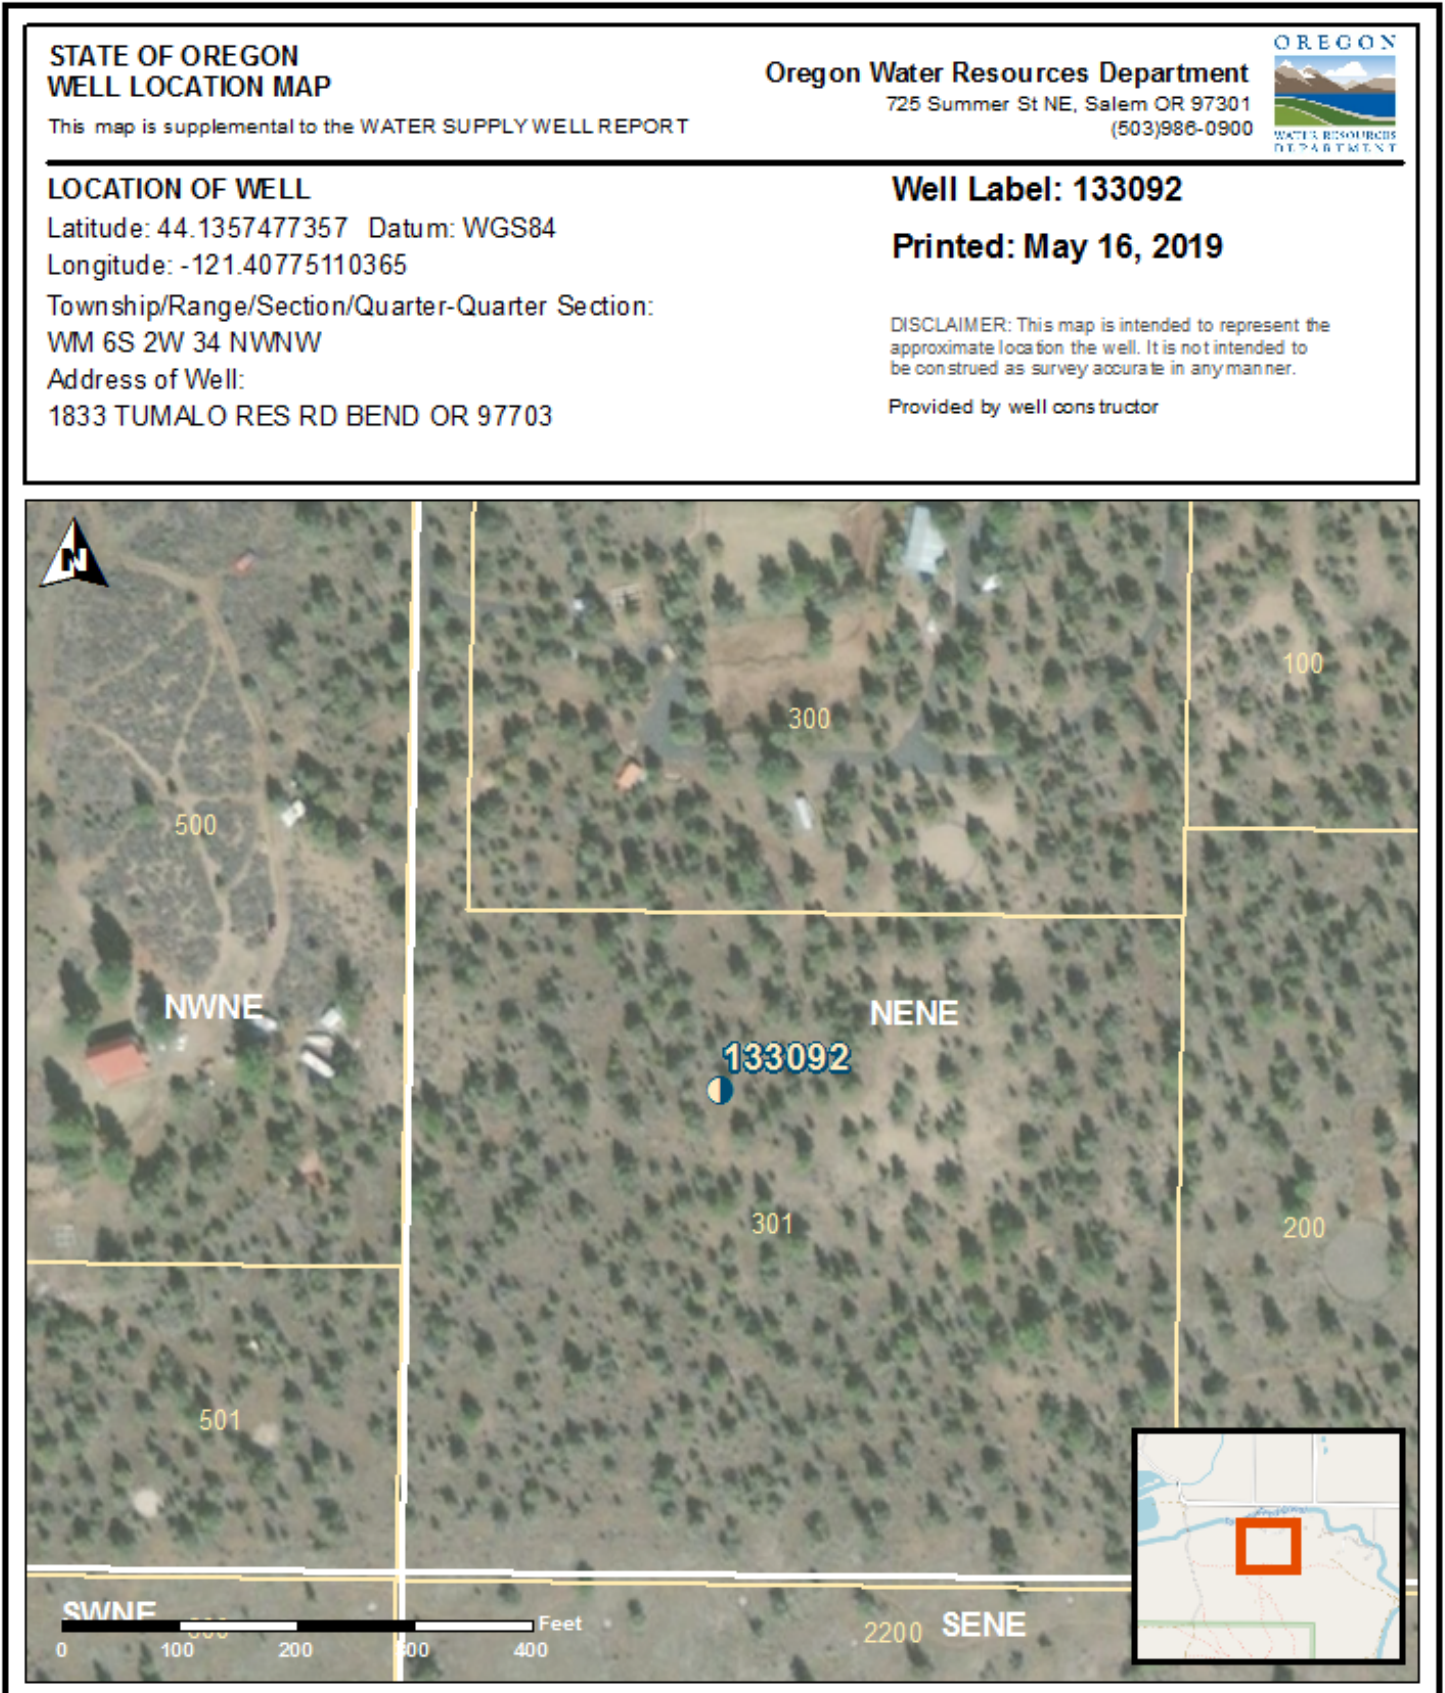 STATE OF OREGON
WELL LOCATION MAP
This map is supplemental to the WATER SUPPLY WELL REPORT
Oregon Water Resources Department
725 Summer St NE, Salem OR 97301
(503)986-0900
OREGON
WATER RESOURCES
DEPARTMENT
LOCATION OF WELL
Latitude: 44.1357477357 Datum: WGS84
Longitude: -121.40775110365
Township/Range/Section/Quarter-Quarter Section:
WM 6S 2W 34 NWNW
Address of Well:
1833 TUMALO RES RD BEND OR 97703
Well Label: 133092
Printed: May 16, 2019
DISCLAIMER: This map is intended to represent the
approximate location the well. It is not intended to
be construed as survey accurate in any manner.
Provided by well constructor
N
100
300
500
NWNE
NENE
133092
301
200
501
SWNE
2200
SENE
Feet
0 100 200 300 400